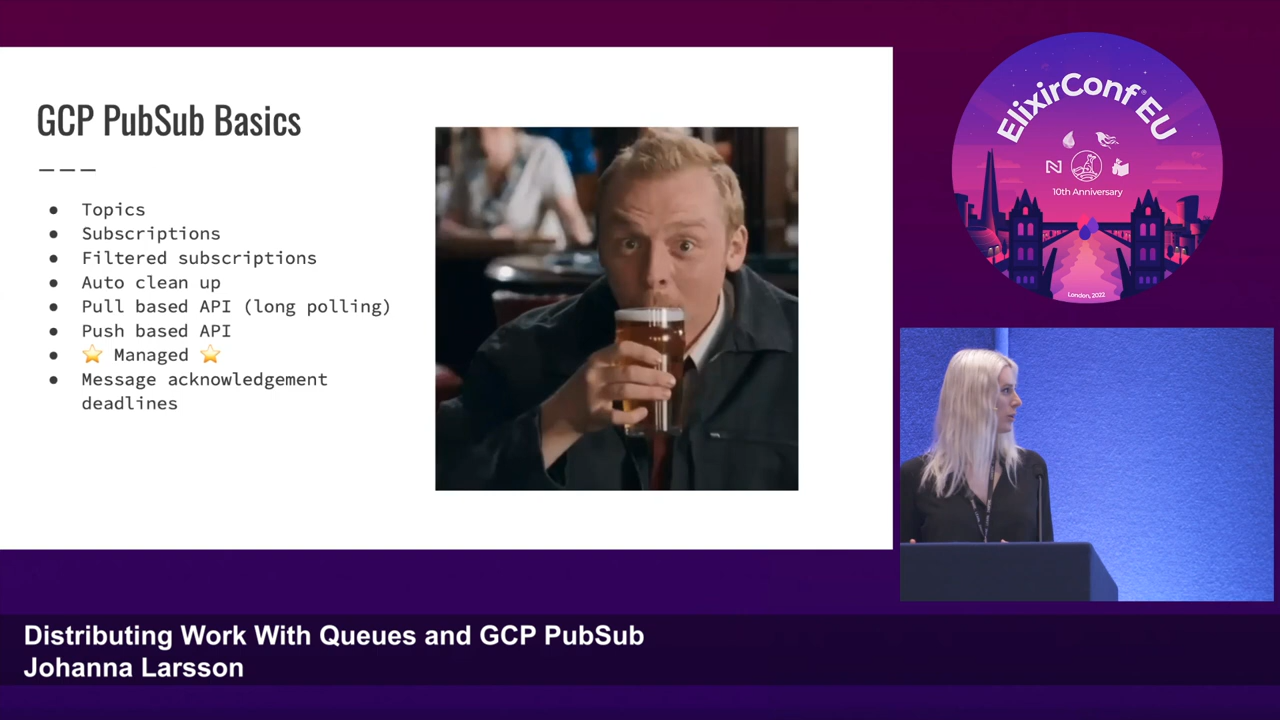 GCP PubSub Basics
● Topics
● Subscriptions
● Filtered subscriptions
● Auto clean up
● Pull based API (long polling)
● Push based API
● ⭐ Managed ⭐
● Message acknowledgement
deadlines
ElixirConf® EU
10th Anniversary
London, 2022
Distributing Work With Queues and GCP PubSub
Johanna Larsson